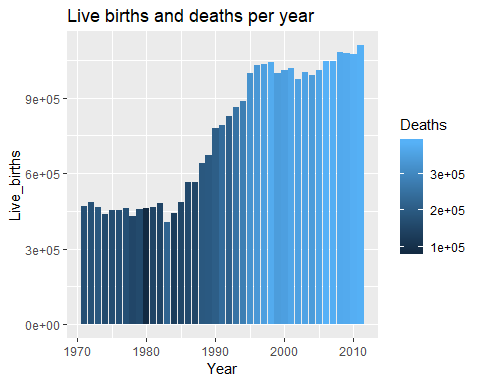 Live births and deaths per year
Live_births
9e+05
6e+05
3e+05
0e+00
1970 1980 1990 2000 2010
Year
Deaths
3e+05
2e+05
1e+05